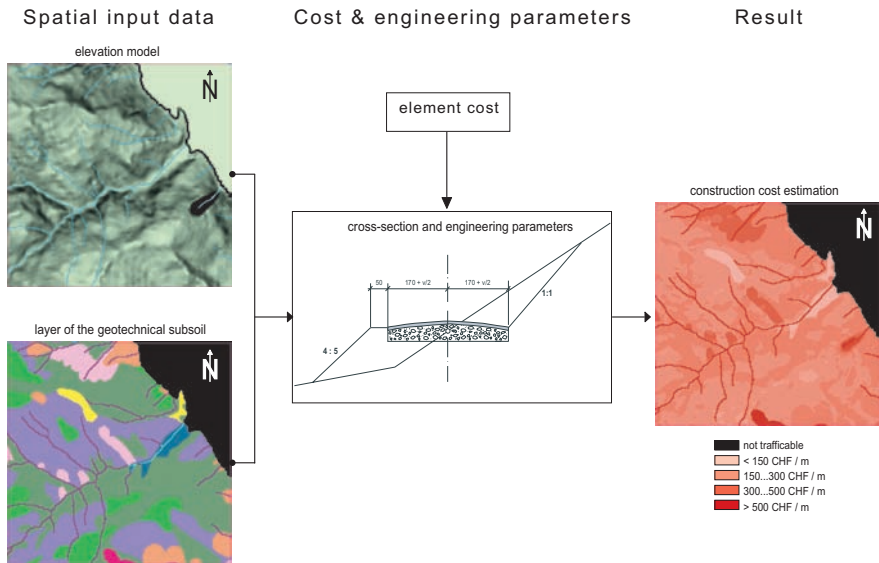 Spatial input data
Cost & engineering parameters
Result
elevation model
N
element cost
construction cost estimation
N
cross-section and engineering parameters
50
170 + v/2
170 + v/2
1:1
4 : 5
layer of the geotechnical subsoil
N
not trafficable
< 150 CHF / m
150...300 CHF / m
300...500 CHF / m
> 500 CHF / m